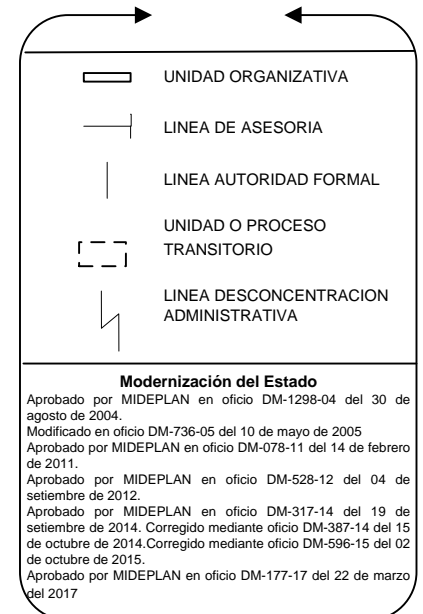 UNIDAD ORGANIZATIVA
LINEA DE ASESORIA
LINEA AUTORIDAD FORMAL
UNIDAD O PROCESO
TRANSITORIO
LINEA DESCONCENTRACION
ADMINISTRATIVA
Modernización del Estado
Aprobado por MIDEPLAN en oficio DM-1298-04 del 30 de
agosto de 2004.
Modificado en oficio DM-736-05 del 10 de mayo de 2005
Aprobado por MIDEPLAN en oficio DM-078-11 del 14 de febrero
de 2011.
Aprobado por MIDEPLAN en oficio DM-528-12 del 04 de
setiembre de 2012.
Aprobado por MIDEPLAN en oficio DM-317-14 del 19 de
setiembre de 2014. Corregido mediante oficio DM-387-14 del 15
de octubre de 2014.Corregido mediante oficio DM-596-15 del 02
de octubre de 2015.
Aprobado por MIDEPLAN en oficio DM-177-17 del 22 de marzo
del 2017